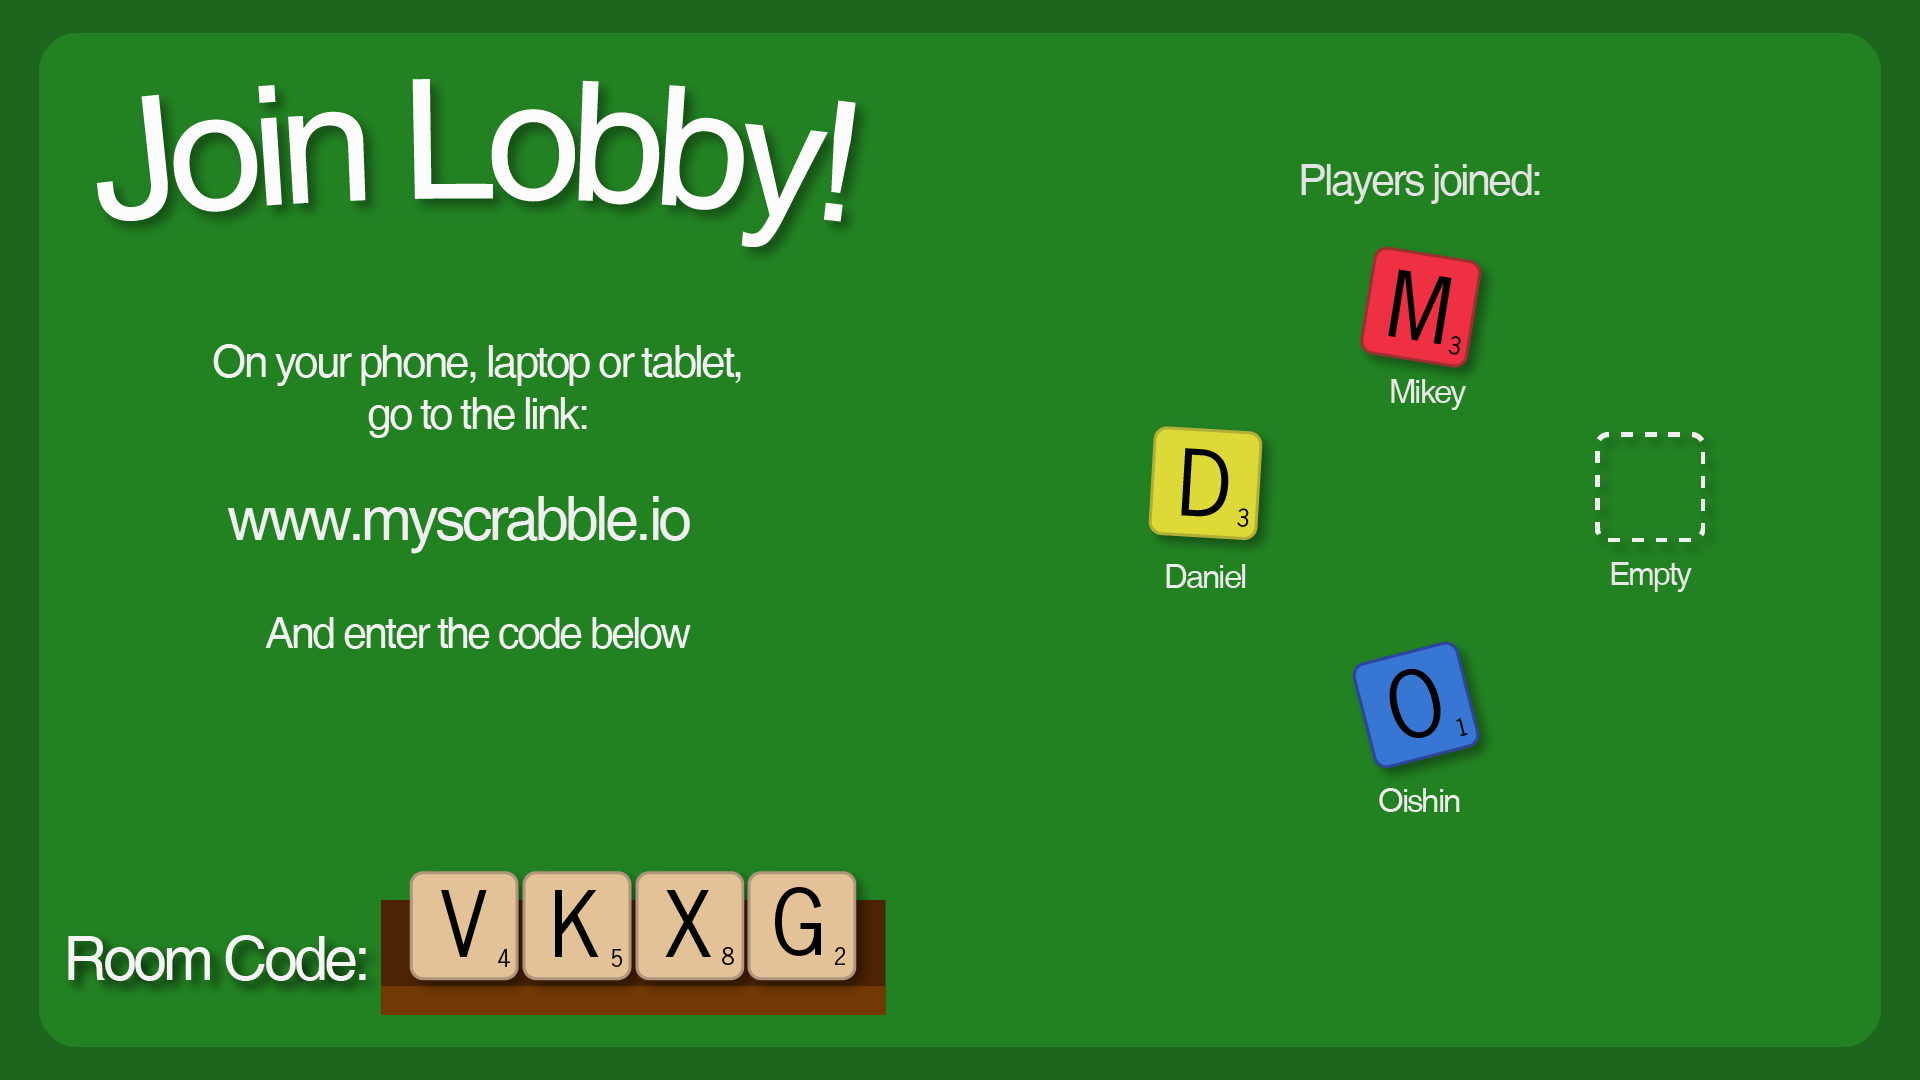 Join Lobby!
On your phone, laptop or tablet,
go to the link:
www.myscrabble.io
And enter the code below
Room Code:
V4 K5 X8 G2
Players joined:
M3
Mikey
D3
Daniel
Empty
O1
Oishin